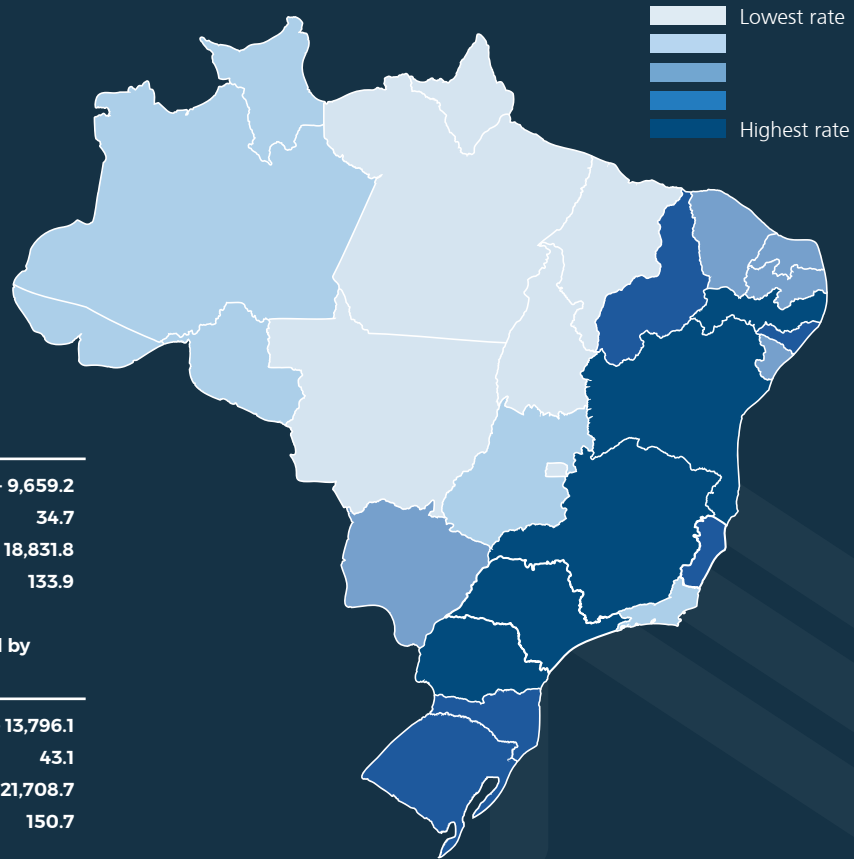 Lowest rate
Highest rate
- 9,659.2
34.7
18,831.8
133.9
by
13,796.1
43.1
21,708.7
150.7